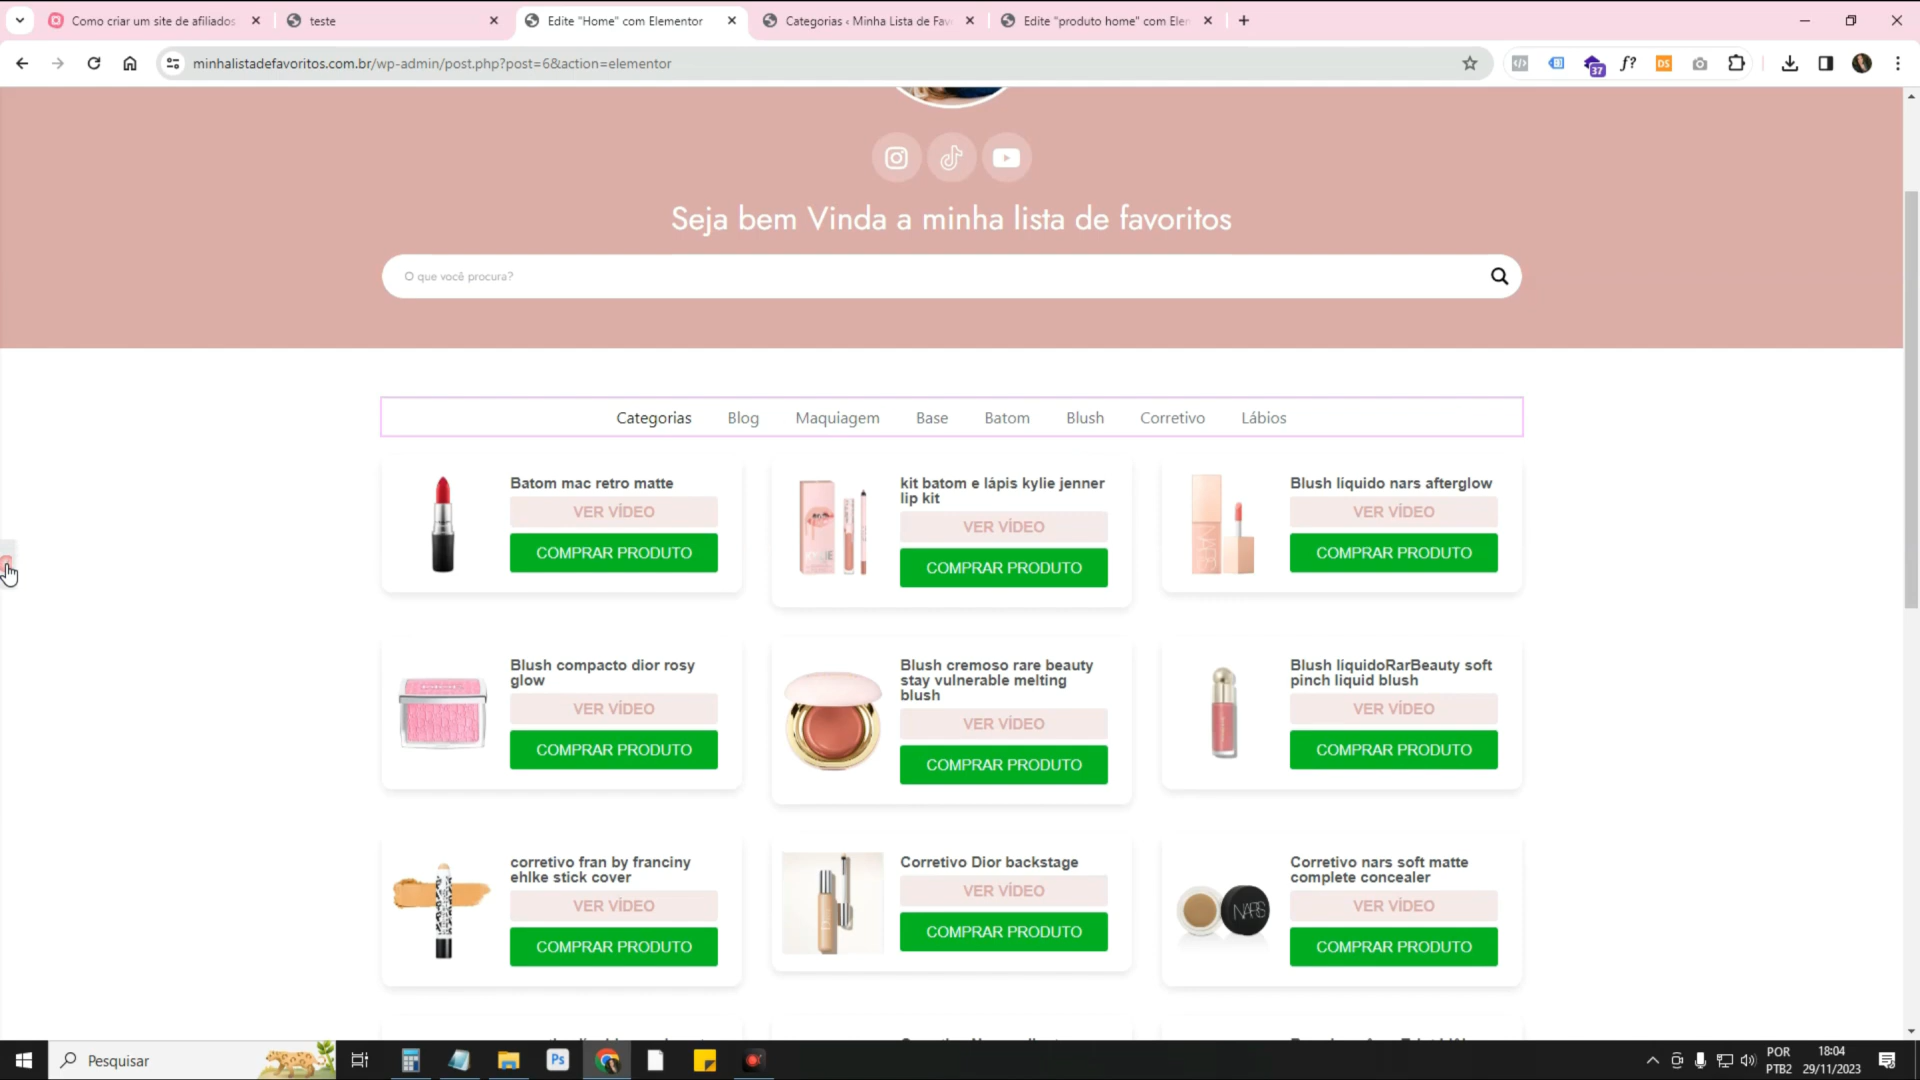 Como criar um site de afiliados
teste
Edite "Home" com Elementor
Categorias ‹ Minha Lista de Fav
Edite "produto home" com Elen
minhalistadefavoritos.com.br/wp-admin/post.php?post=6&action=elementor
37
f?
DS
Seja bem Vinda a minha lista de favoritos
O que você procura?
Categorias Blog Maquiagem Base Batom Blush Corretivo Lábios
Batom mac retro matte
VER VÍDEO
COMPRAR PRODUTO
kit batom e lápis kylie jenner
lip kit
VER VÍDEO
COMPRAR PRODUTO
Blush liquido nars afterglow
VER VÍDEO
COMPRAR PRODUTO
Blush compacto dior rosy
glow
VER VÍDEO
COMPRAR PRODUTO
Blush cremoso rare beauty
stay vulnerable melting
blush
VER VÍDEO
COMPRAR PRODUTO
Blush liquidoRarBeauty soft
pinch liquid blush
VER VÍDEO
COMPRAR PRODUTO
corretivo fran by franciny
ehlke stick cover
VER VÍDEO
COMPRAR PRODUTO
Corretivo Dior backstage
VER VÍDEO
COMPRAR PRODUTO
NARS
Corretivo nars soft matte
complete concealer
VER VÍDEO
COMPRAR PRODUTO
Pesquisar
Ps
POR
PTB2
18:04
29/11/2023